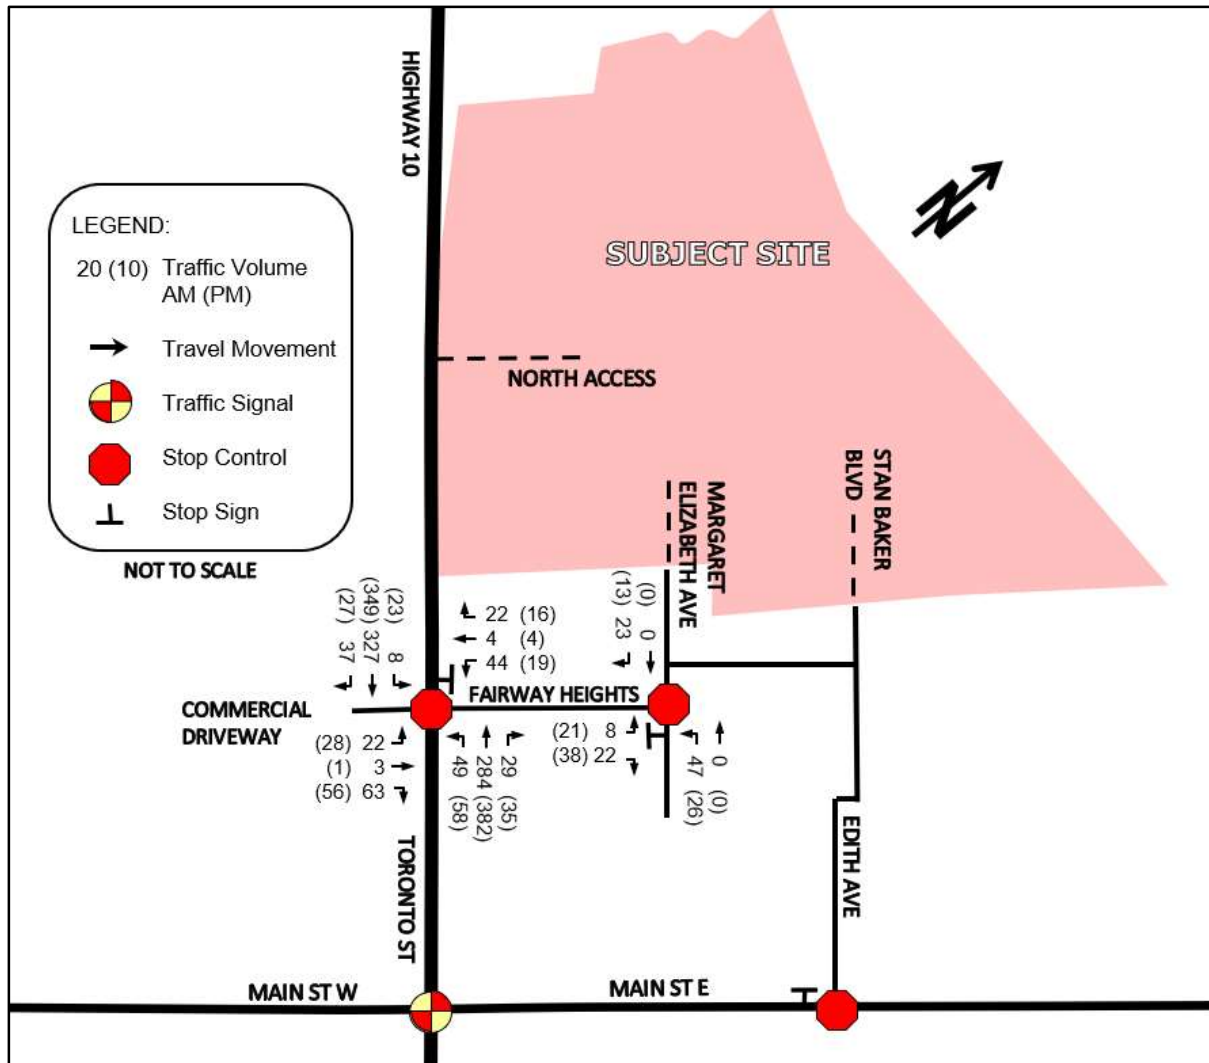 HIGHWAY 10
N
LEGEND:
20 (10) Traffic Volume
AM (PM)
Travel Movement
Traffic Signal
Stop Control
Stop Sign
NOT TO SCALE
SUBJECT SITE
NORTH ACCESS
STAN BAKER
BLVD
MARGARET
ELIZABETH AVE
(23) 8
(349) 327
(27) 37
22 (16)
4 (4)
44 (19)
(0) 0
(13) 23
FAIRWAY HEIGHTS
COMMERCIAL
DRIVEWAY
(28) 22
(1) 3
(56) 63
29 (35)
284 (382)
49 (58)
(21) 8
(38) 22
0 (0)
47 (26)
TORONTO ST
EDITH AVE
MAIN ST W
MAIN ST E